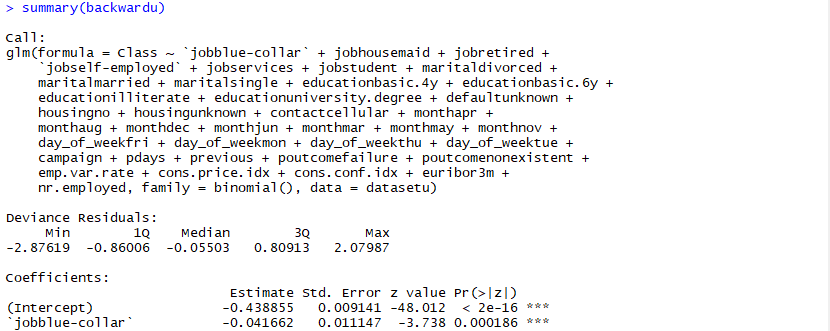 > summary(backwardu)
Call:
glm(formula = Class ~ `jobblue-collar` + jobhousemaid + jobretired +
`jobself-employed` + jobservices + jobstudent + maritaldivorced +
maritalmarried + maritalsingle + educationbasic.4y + educationbasic.6y +
educationilliterate + educationuniversity.degree + defaultunknown +
housingno + housingunknown + contactcellular + monthapr +
monthaug + monthdec + monthjun + monthmar + monthmay + monthnov +
day_of_weekfri + day_of_weekmon + day_of_weekthu + day_of_weektue +
campaign + pdays + previous + poutcomefailure + poutcomenonexistent +
emp.var.rate + cons.price.idx + cons.conf.idx + euribor3m +
nr.employed, family = binomial(), data = datasetu)
Deviance Residuals:
Min 1Q Median 3Q Max
-2.87619 -0.86006 -0.05503 0.80913 2.07987
Coefficients:
Estimate Std. Error z value Pr(>|z|)
(Intercept) -0.438855 0.009141 -48.012 < 2e-16 ***
`jobblue-collar` -0.041662 0.011147 -3.738 0.000186 ***